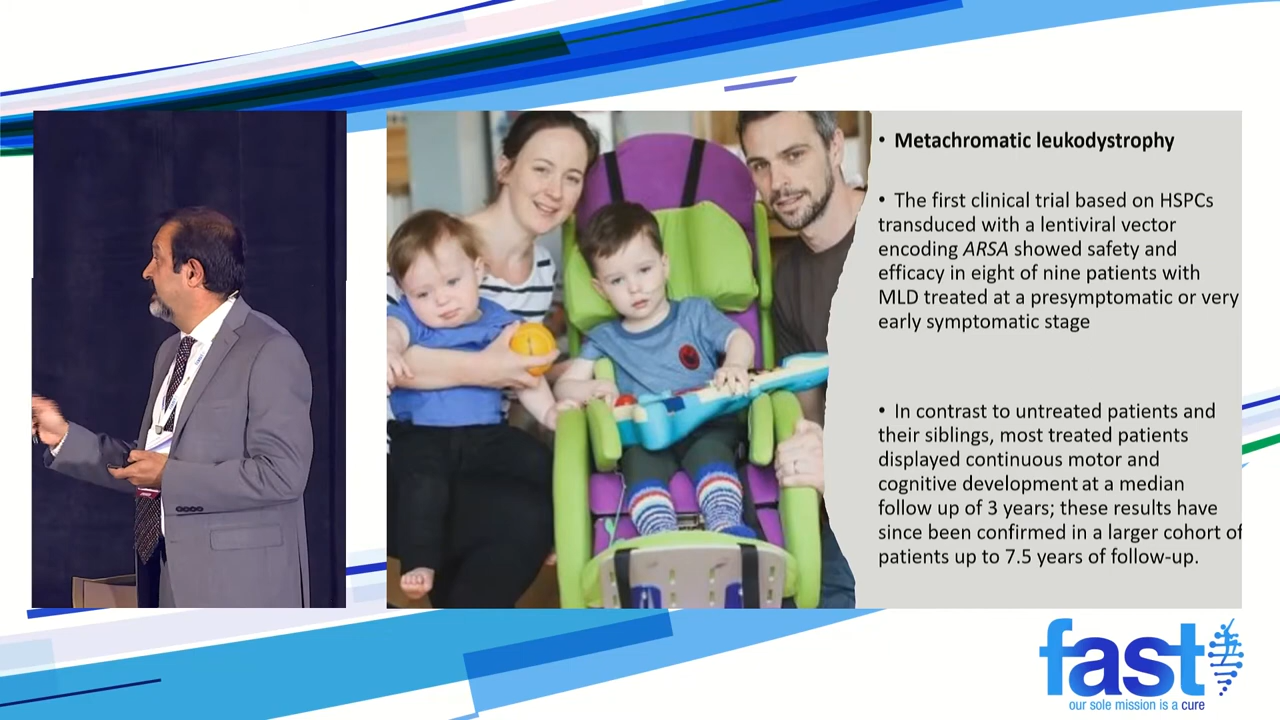 • Metachromatic leukodystrophy
• The first clinical trial based on HSPCs
transduced with a lentiviral vector
encoding ARSA showed safety and
efficacy in eight of nine patients with
MLD treated at a presymptomatic or very
early symptomatic stage
• In contrast to untreated patients and
their siblings, most treated patients
displayed continuous motor and
cognitive development at a median
follow up of 3 years; these results have
since been confirmed in a larger cohort of
patients up to 7.5 years of follow-up.
fast
our sole mission is a cure